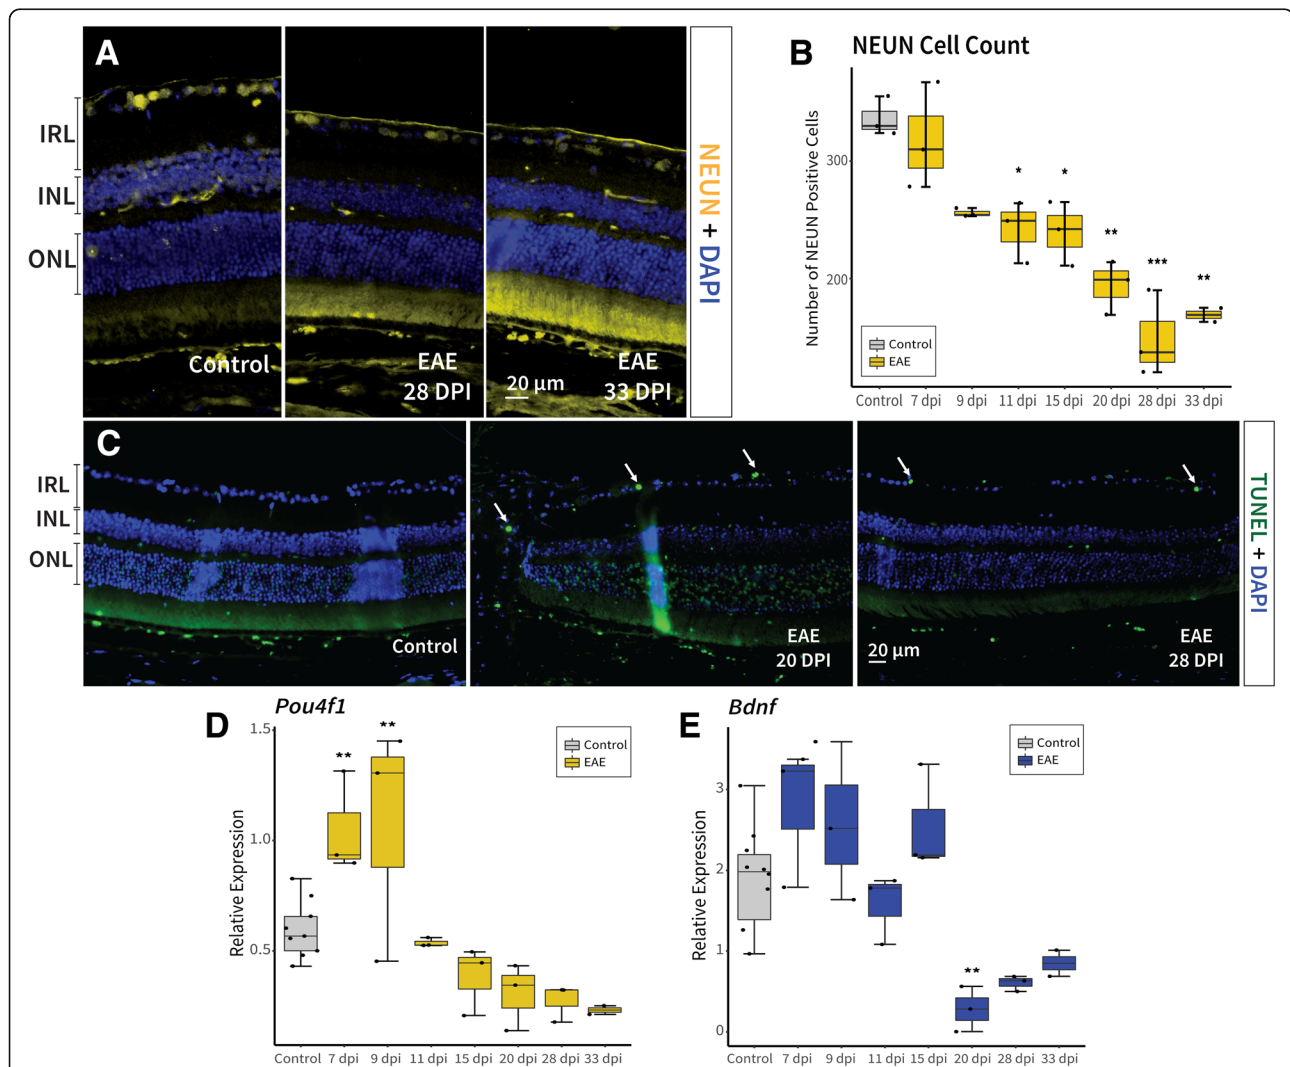 A
IRL
INL
ONL
Control
EAE
28 DPI
20 µm
EAE
33 DPI
NEUN + DAPI
B
NEUN Cell Count
Number of NEUN Positive Cells
300
200
*
*
**
***
**
Control
EAE
Control 7 dpi 9 dpi 11 dpi 15 dpi 20 dpi 28 dpi 33 dpi
C
IRL
INL
ONL
Control
EAE
20 DPI
20 µm
EAE
28 DPI
TUNEL + DAPI
D
Pou4f1
Relative Expression
1.5
1.0
0.5
**
**
Control
EAE
Control 7 dpi 9 dpi 11 dpi 15 dpi 20 dpi 28 dpi 33 dpi
E
Bdnf
Relative Expression
3
2
1
0
**
Control
EAE
Control 7 dpi 9 dpi 11 dpi 15 dpi 20 dpi 28 dpi 33 dpi